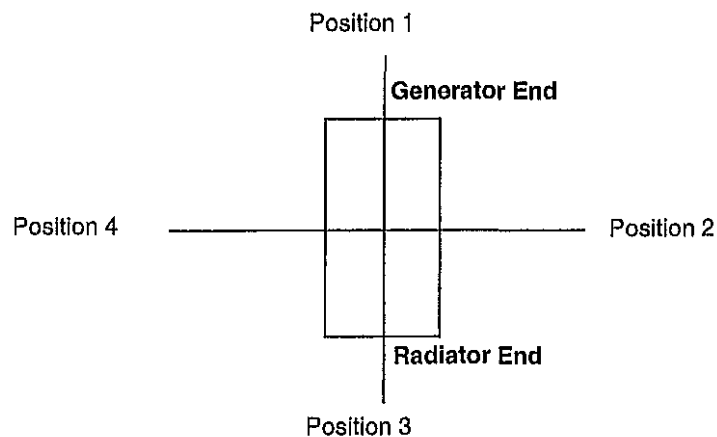 Position 1
Generator End
Position 4
Position 2
Radiator End
Position 3